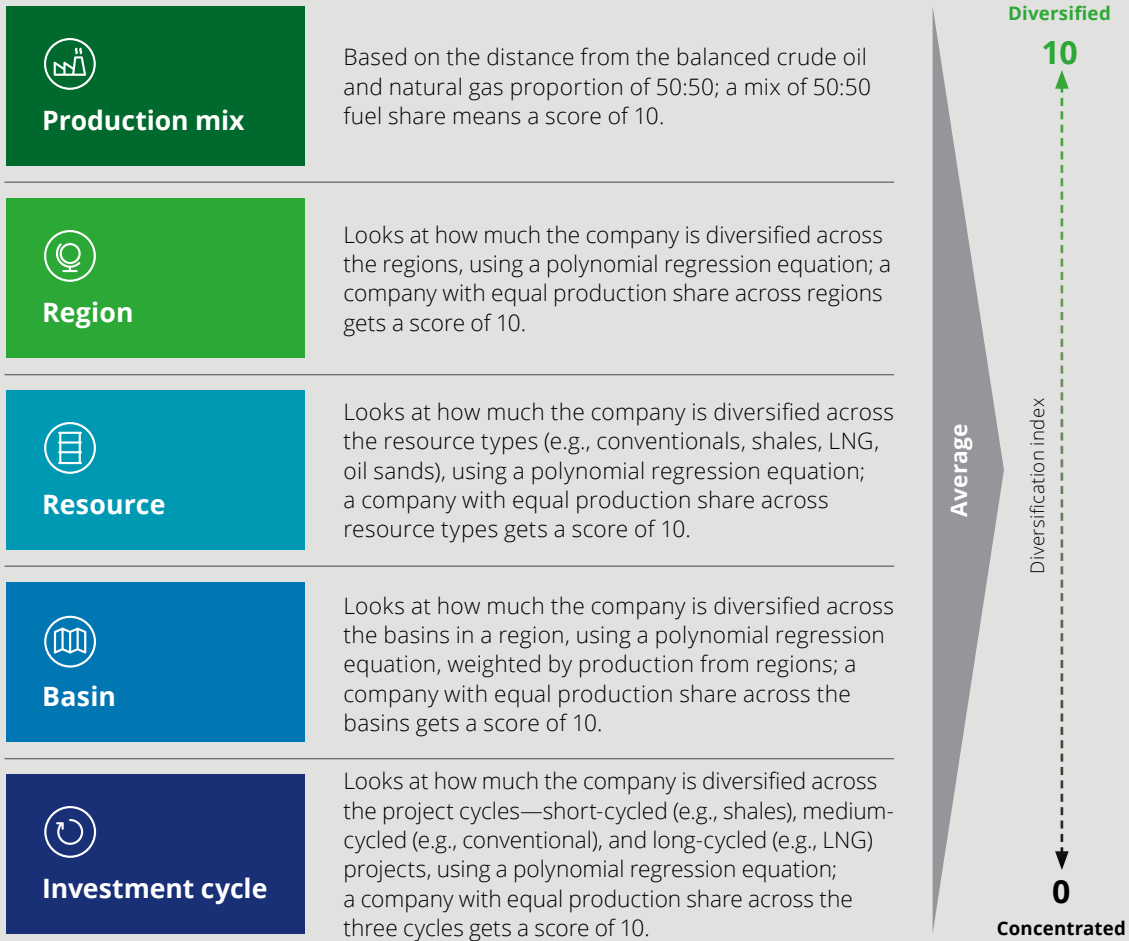 Production mix
Based on the distance from the balanced crude oil
and natural gas proportion of 50:50; a mix of 50:50
fuel share means a score of 10.
Region
Looks at how much the company is diversified across
the regions, using a polynomial regression equation; a
company with equal production share across regions
gets a score of 10.
Resource
Looks at how much the company is diversified across
the resource types (e.g., conventionals, shales, LNG,
oil sands), using a polynomial regression equation;
a company with equal production share across
resource types gets a score of 10.
Basin
Looks at how much the company is diversified across
the basins in a region, using a polynomial regression
equation, weighted by production from regions; a
company with equal production share across the
basins gets a score of 10.
Investment cycle
Looks at how much the company is diversified across
the project cycles—short-cycled (e.g., shales), medium-
cycled (e.g., conventional), and long-cycled (e.g., LNG)
projects, using a polynomial regression equation;
a company with equal production share across the
three cycles gets a score of 10.
Average
Diversified
10
Diversification index
0
Concentrated